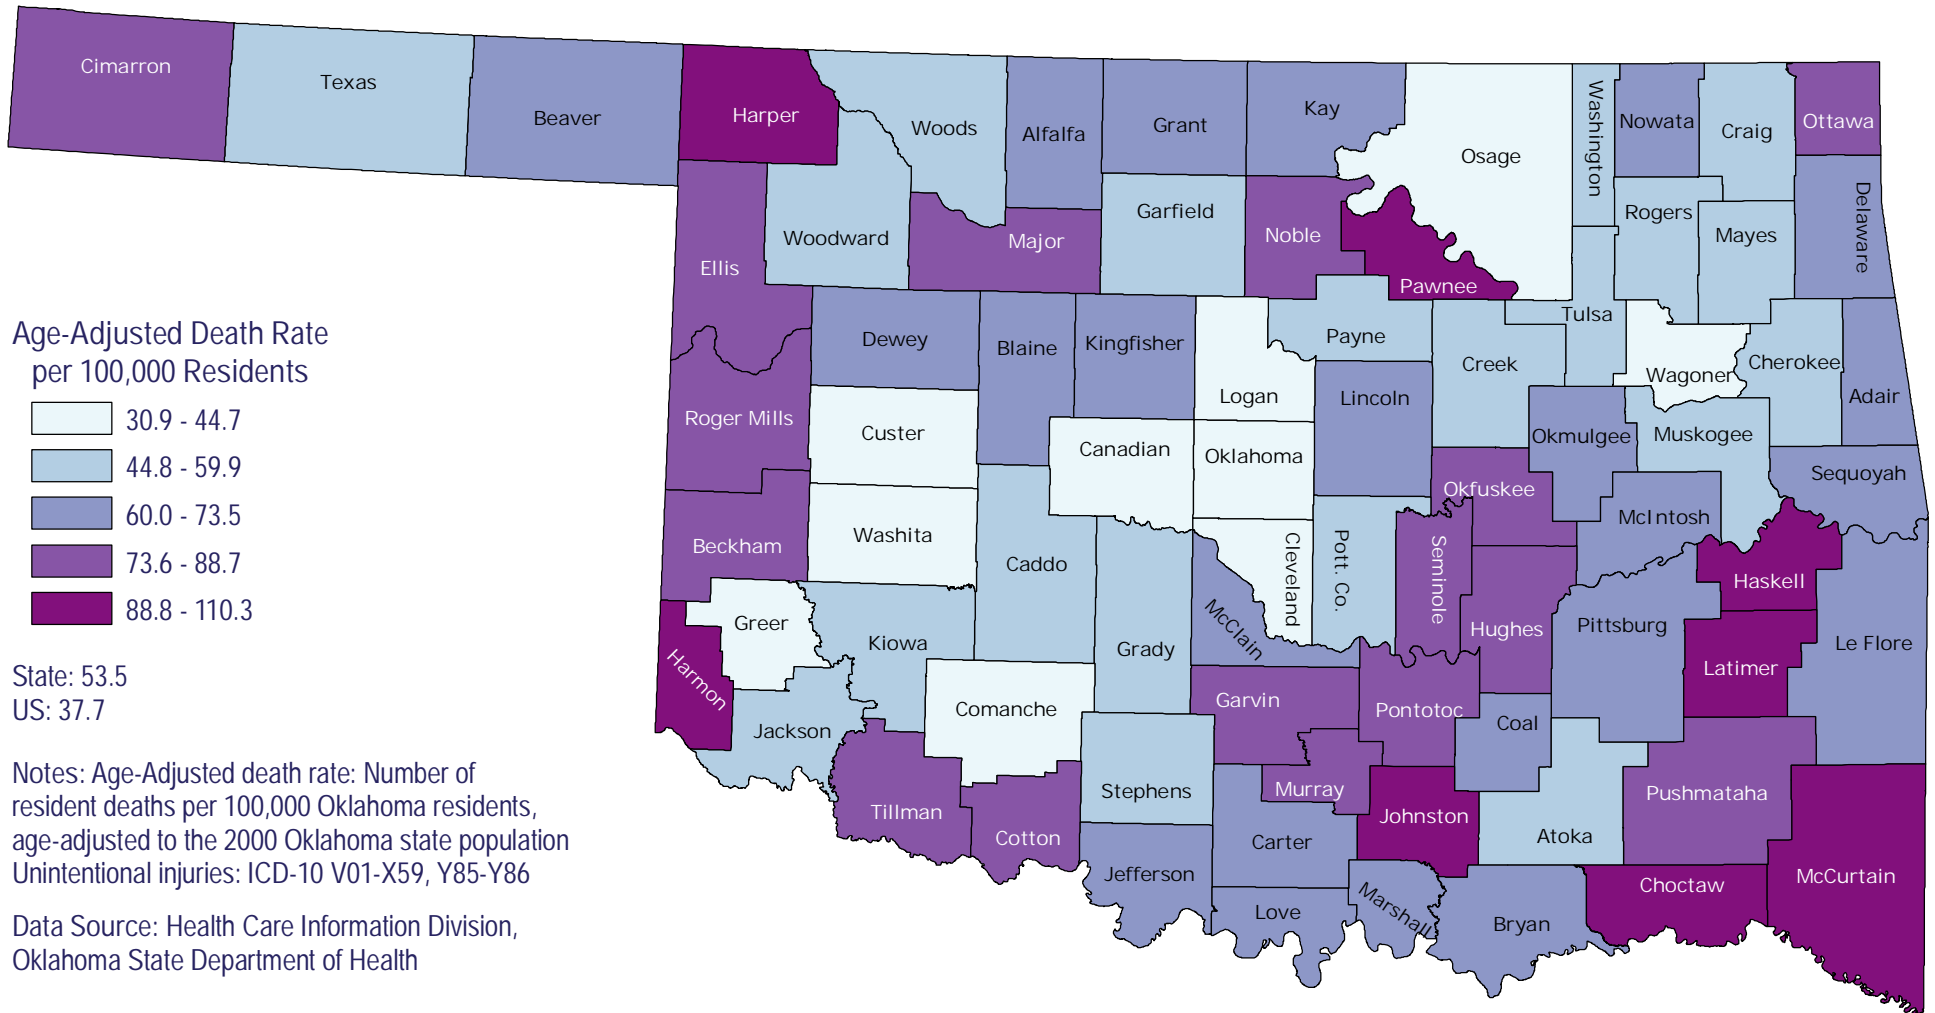 Cimarron
Texas
Beaver
Harper
Woods
Alfalfa
Grant
Kay
Osage
Washington
Nowata
Craig
Ottawa
Ellis
Woodward
Major
Garfield
Noble
Pawnee
Rogers
Mayes
Delaware
Dewey
Blaine
Kingfisher
Logan
Payne
Creek
Tulsa
Wagoner
Cherokee
Adair
Roger Mills
Custer
Canadian
Oklahoma
Lincoln
Okfuskee
Okmulgee
Muskogee
Sequoyah
Beckham
Washita
Caddo
Grady
McClain
Cleveland
Pott. Co.
Seminole
Hughes
McIntosh
Pittsburg
Haskell
Latimer
Le Flore
Harmon
Greer
Kiowa
Jackson
Comanche
Tillman
Cotton
Stephens
Jefferson
Garvin
Murray
Carter
Love
Pontotoc
Johnston
Marshall
Coal
Atoka
Bryan
Pushmataha
Choctaw
McCurtain
Age-Adjusted Death Rate
per 100,000 Residents
30.9 - 44.7
44.8 - 59.9
60.0 - 73.5
73.6 - 88.7
88.8 - 110.3
State: 53.5
US: 37.7
Notes: Age-Adjusted death rate: Number of
resident deaths per 100,000 Oklahoma residents,
age-adjusted to the 2000 Oklahoma state population
Unintentional injuries: ICD-10 V01-X59, Y85-Y86
Data Source: Health Care Information Division,
Oklahoma State Department of Health